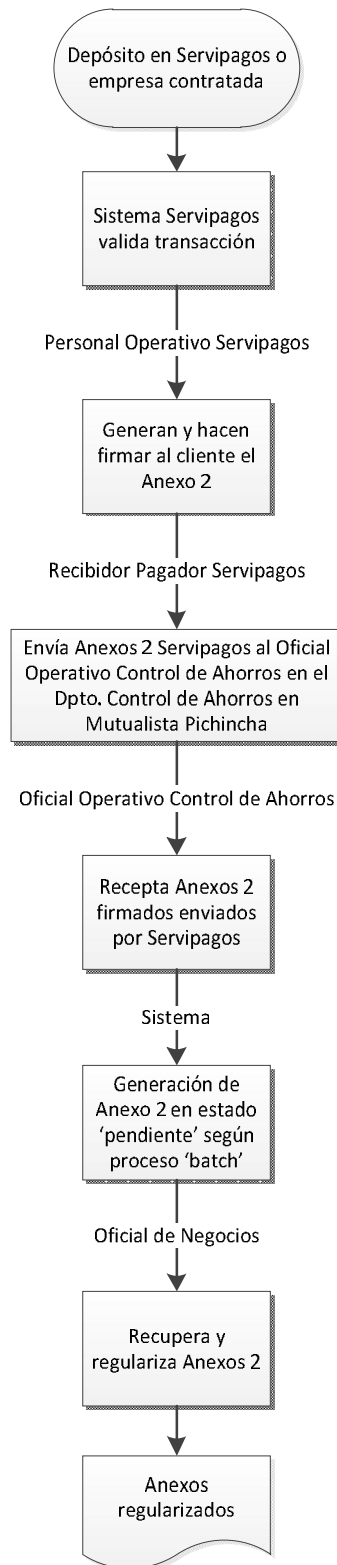 Depósito en Servipagos o
empresa contratada
Sistema Servipagos
valida transacción
Personal Operativo Servipagos
Generan y hacen
firmar al cliente el
Anexo 2
Recibidor Pagador Servipagos
Envía Anexos 2 Servipagos al Oficial
Operativo Control de Ahorros en el
Dpto. Control de Ahorros en
Mutualista Pichincha
Oficial Operativo Control de Ahorros
Recepta Anexos 2
firmados enviados
por Servipagos
Sistema
Generación de
Anexo 2 en estado
‘pendiente’ según
proceso ‘batch’
Oficial de Negocios
Recupera y
regulariza Anexos 2
Anexos
regularizados